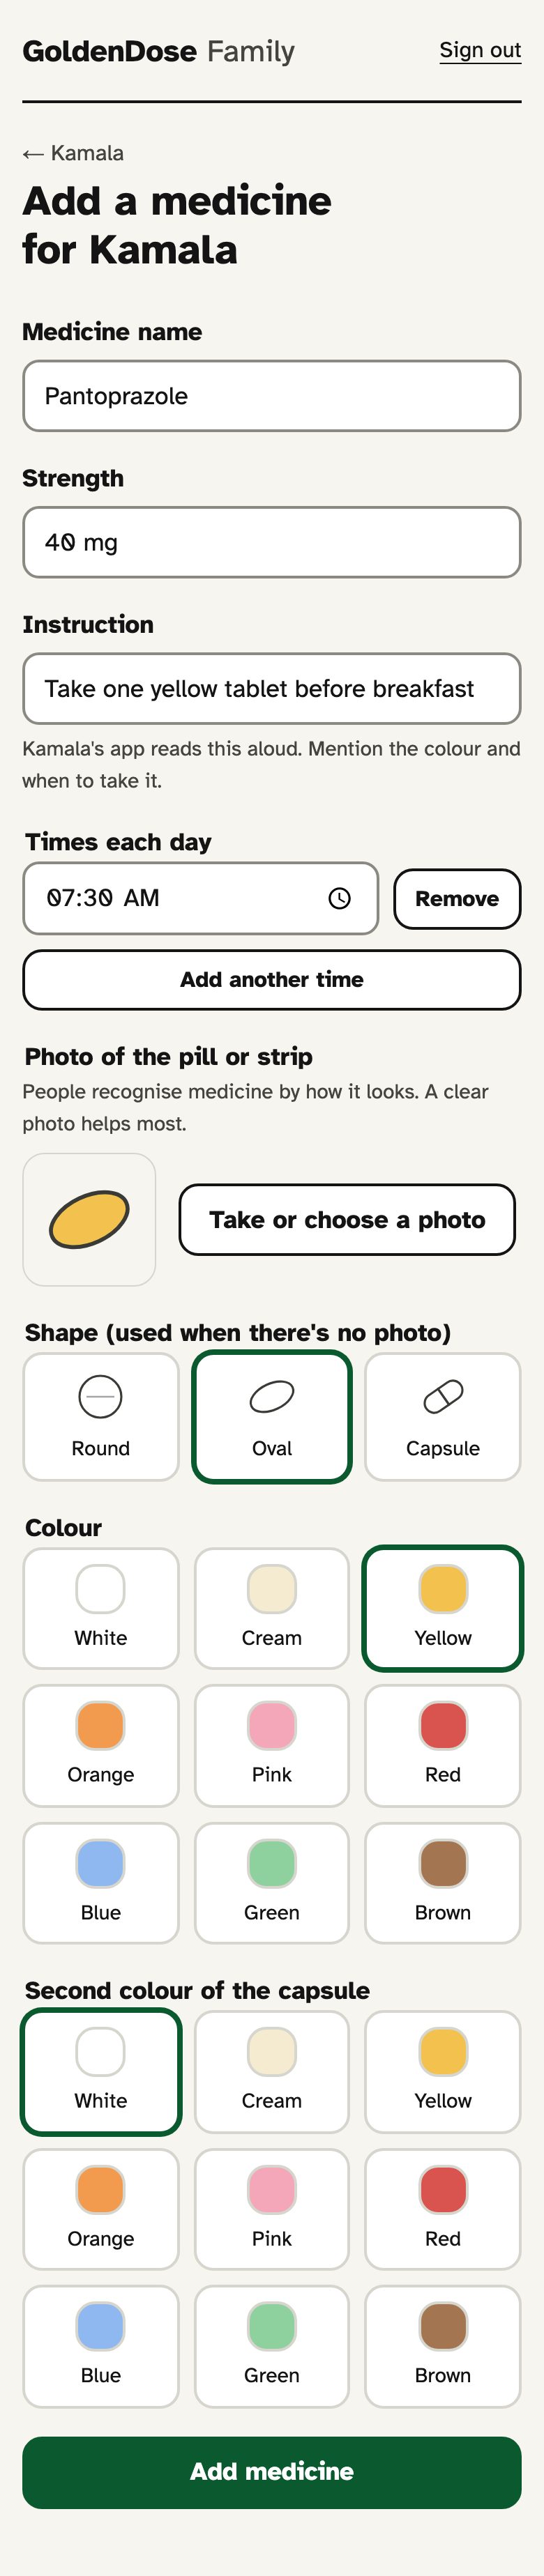 GoldenDose Family
Sign out
← Kamala
Add a medicine
for Kamala
Medicine name
Pantoprazole
Strength
40 mg
Instruction
Take one yellow tablet before breakfast
Kamala's app reads this aloud. Mention the colour and
when to take it.
Times each day
07:30 AM
Remove
Add another time
Photo of the pill or strip
People recognise medicine by how it looks. A clear
photo helps most.
Take or choose a photo
Shape (used when there's no photo)
Round
Oval
Capsule
Colour
White
Cream
Yellow
Orange
Pink
Red
Blue
Green
Brown
Second colour of the capsule
White
Cream
Yellow
Orange
Pink
Red
Blue
Green
Brown
Add medicine